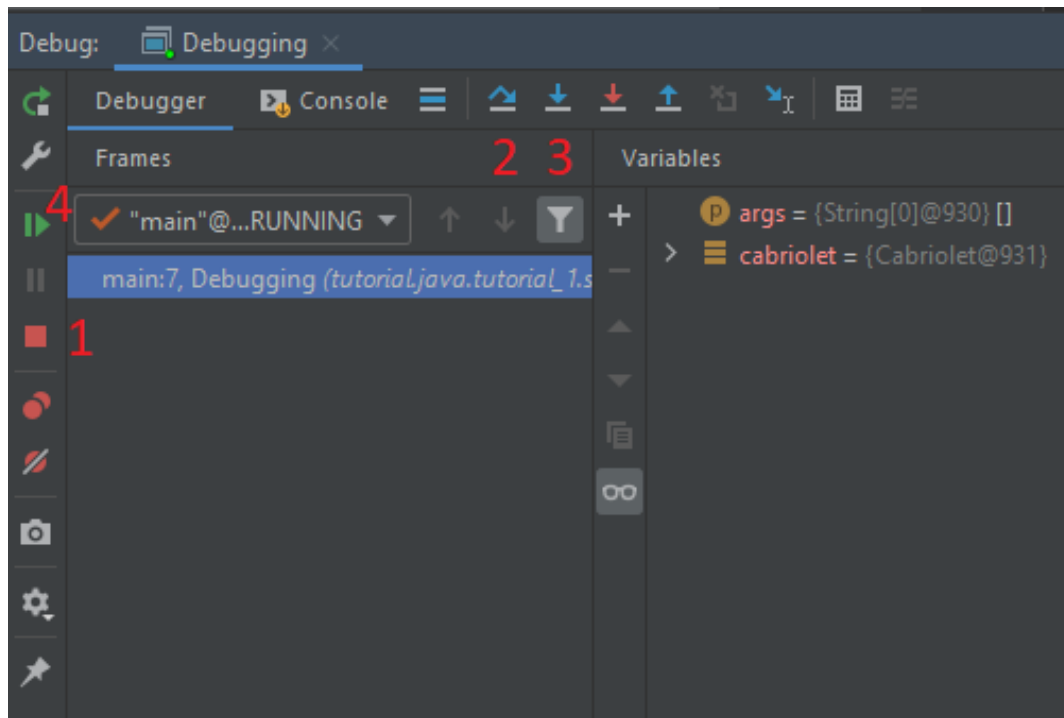 Debug: Debugging
Debugger Console
Frames 2 3 Variables
4 "main"@...RUNNING args = {String[0]@930} []
cabriolet = {Cabriolet@931}
main:7, Debugging (tutorial.java.tutorial_1.s
1